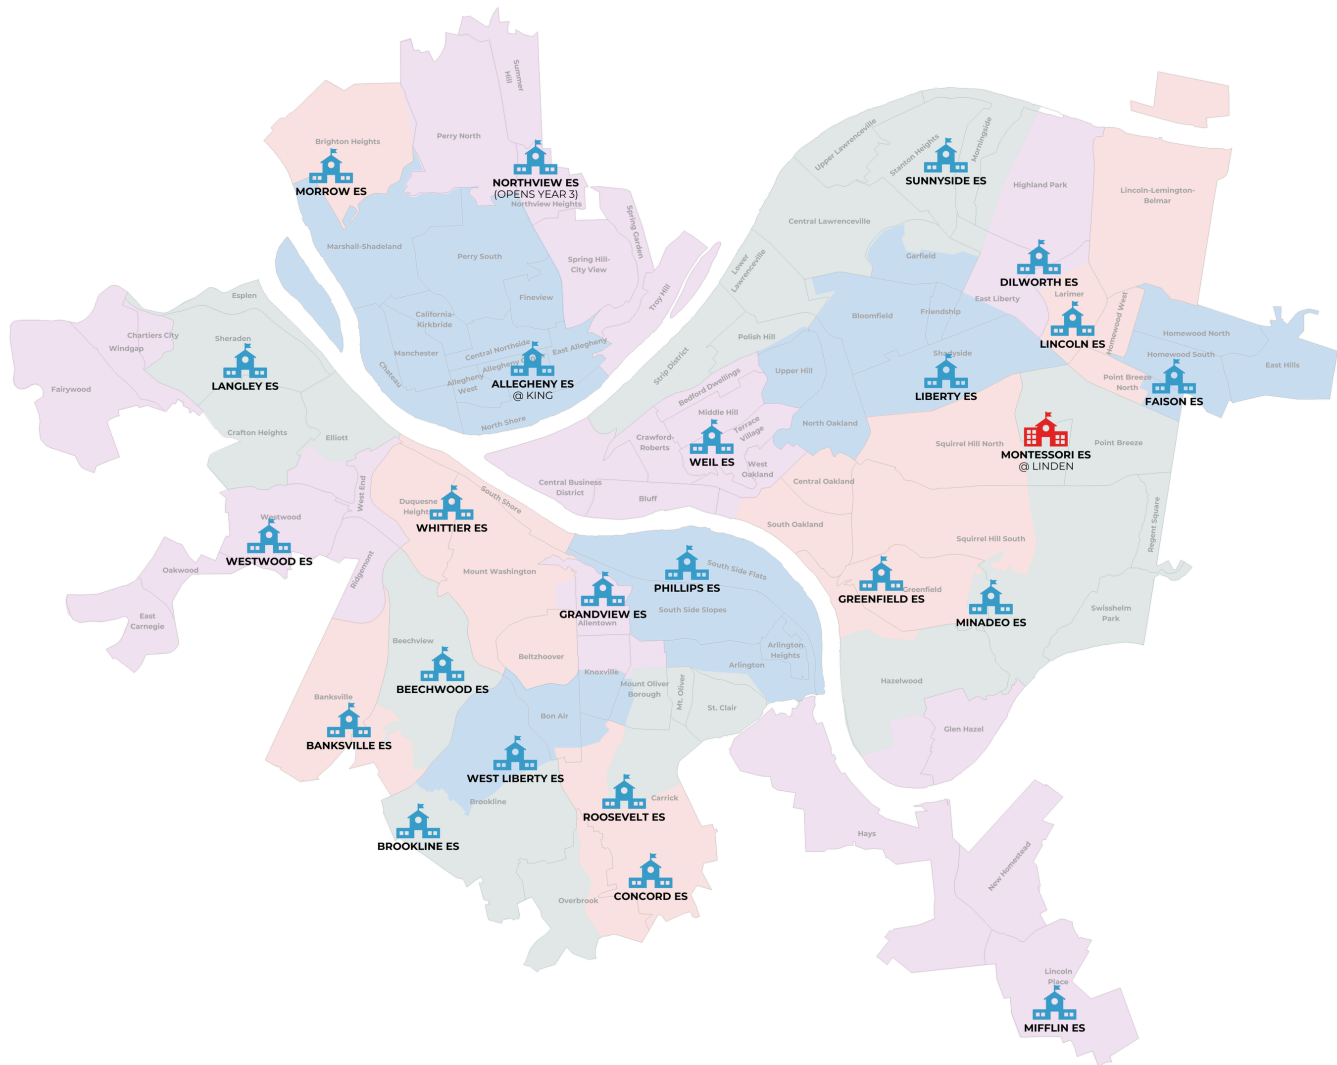 Summer
Hill
Perry North
Brighton Heights
MORROW ES
NORTHVIEW ES
(OPENS YEAR 3)
Northview Heights
Spring Garden
Marshall-Shadeland
Perry South
Spring Hill-
City View
Troy Hill
Fineview
California-
Kirkbride
Manchester
Chateau
Central Northside
East Allegheny
Allegheny
West
ALLEGHENY ES
@ KING
North Shore
Upper Lawrenceville
Stanton Heights
Morningside
SUNNYSIDE ES
Highland Park
Lincoln-Lemington-
Belmar
Central Lawrenceville
Lower
Lawrenceville
Garfield
DILWORTH ES
East Liberty
Larimer
LINCOLN ES
Homewood West
Homewood North
Homewood South
East Hills
Point Breeze
North
FAISON ES
Bloomfield
Friendship
Shadyside
LIBERTY ES
Polish Hill
Strip District
Upper Hill
Bedford Dwellings
Middle Hill
Terrace
Village
Crawford-
Roberts
WEIL ES
West
Oakland
North Oakland
Central Business
District
Bluff
Squirrel Hill North
MONTESSORI ES
@ LINDEN
Point Breeze
Central Oakland
South Oakland
Squirrel Hill South
Regent Square
Greenfield
GREENFIELD ES
MINADEO ES
Swisshelm
Park
Hazelwood
Glen Hazel
Esplen
Sheraden
Chartiers City
Windgap
Fairywood
LANGLEY ES
Crafton Heights
Elliott
West End
Westwood
WESTWOOD ES
Oakwood
Ridgemont
East
Carnegie
Duquesne
Heights
South Shore
WHITTIER ES
Mount Washington
PHILLIPS ES
South Side Flats
South Side Slopes
GRANDVIEW ES
Allentown
Arlington
Heights
Arlington
Beltzhoover
Knoxville
Mount Oliver
Borough
Mt. Oliver
St. Clair
Beechview
BEECHWOOD ES
Banksville
BANKSVILLE ES
Bon Air
WEST LIBERTY ES
Brookline
BROOKLINE ES
ROOSEVELT ES
Carrick
CONCORD ES
Overbrook
Hays
New Homestead
Lincoln
Place
MIFFLIN ES